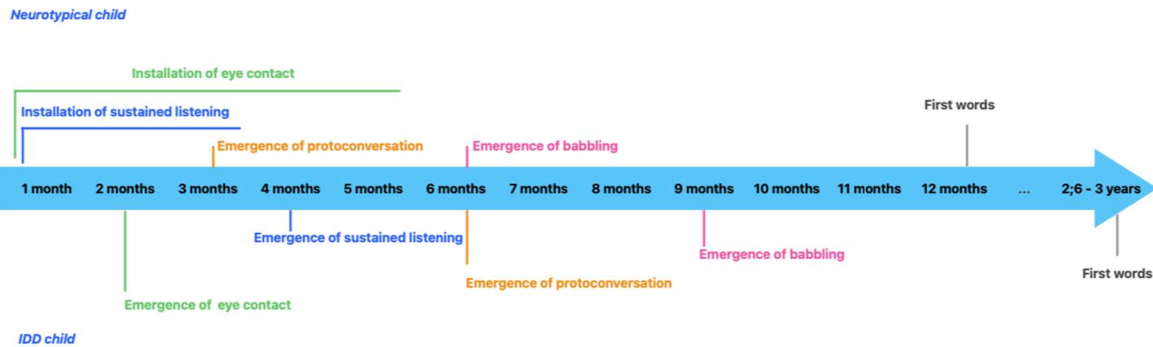 Neurotypical child
Installation of eye contact
Installation of sustained listening
First words
Emergence of protoconversation
Emergence of babbling
1 month 2 months 3 months 4 months 5 months 6 months 7 months 8 months 9 months 10 months 11 months 12 months ... 2;6 - 3 years
Emergence of sustained listening
Emergence of babbling
First words
Emergence of protoconversation
Emergence of eye contact
IDD child